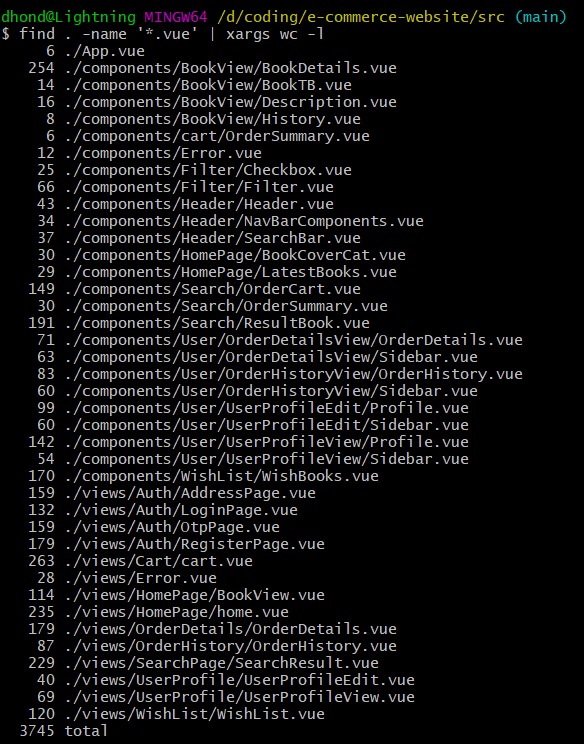 dhond@Lightning MINGW64 /d/coding/e-commerce-website/src (main)
$ find . -name '*.vue' | xargs wc -l
6 ./App.vue
254 ./components/BookView/BookDetails.vue
14 ./components/BookView/BookTB.vue
16 ./components/BookView/Description.vue
8 ./components/BookView/History.vue
6 ./components/cart/OrderSummary.vue
12 ./components/Error.vue
25 ./components/Filter/Checkbox.vue
66 ./components/Filter/Filter.vue
43 ./components/Header/Header.vue
34 ./components/Header/NavBarComponents.vue
37 ./components/Header/SearchBar.vue
30 ./components/HomePage/BookCoverCat.vue
29 ./components/HomePage/LatestBooks.vue
149 ./components/Search/OrderCart.vue
30 ./components/Search/OrderSummary.vue
191 ./components/Search/ResultBook.vue
71 ./components/User/OrderDetailsView/OrderDetails.vue
63 ./components/User/OrderDetailsView/Sidebar.vue
83 ./components/User/OrderHistoryView/OrderHistory.vue
60 ./components/User/OrderHistoryView/Sidebar.vue
99 ./components/User/UserProfileEdit/Profile.vue
60 ./components/User/UserProfileEdit/Sidebar.vue
142 ./components/User/UserProfileView/Profile.vue
54 ./components/User/UserProfileView/Sidebar.vue
170 ./components/WishList/WishBooks.vue
159 ./views/Auth/AddressPage.vue
132 ./views/Auth/LoginPage.vue
159 ./views/Auth/OtpPage.vue
179 ./views/Auth/RegisterPage.vue
263 ./views/Cart/cart.vue
28 ./views/Error.vue
114 ./views/HomePage/BookView.vue
235 ./views/HomePage/home.vue
179 ./views/OrderDetails/OrderDetails.vue
87 ./views/OrderHistory/OrderHistory.vue
229 ./views/SearchPage/SearchResult.vue
40 ./views/UserProfile/UserProfileEdit.vue
69 ./views/UserProfile/UserProfileView.vue
120 ./views/WishList/WishList.vue
3745 total